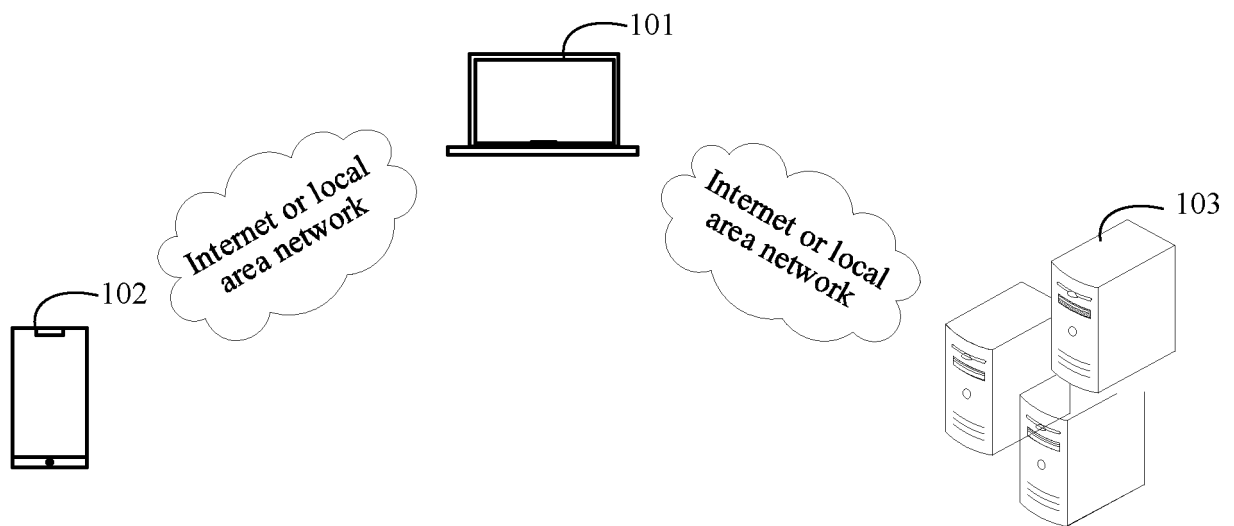 101
Internet or local
area network
Internet or local
area network
103
102